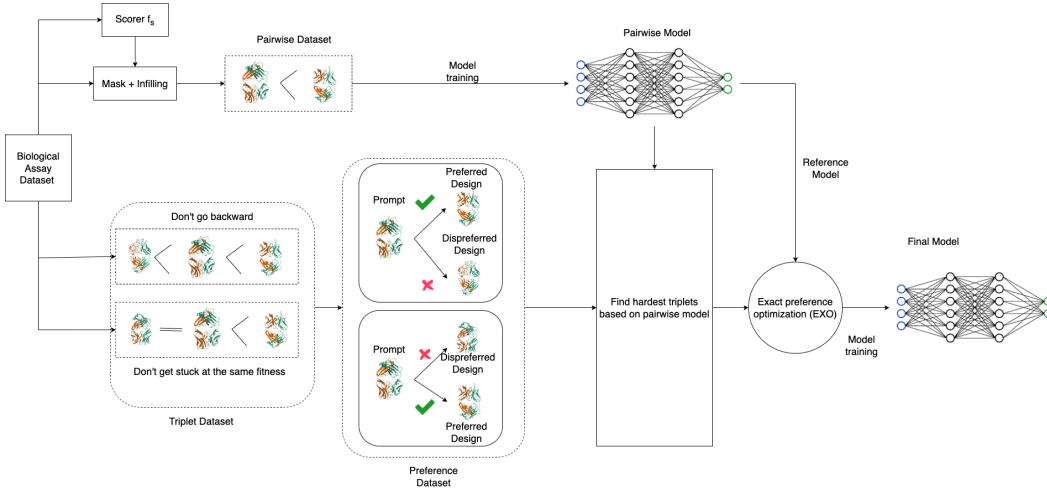 Scorer fs
Mask + Infilling
Pairwise Dataset
Model
training
Pairwise Model
Biological
Assay
Dataset
Reference
Model
Don't go backward
Don't get stuck at the same fitness
Triplet Dataset
Prompt
Preferred
Design
Dispreferred
Design
Prompt
Dispreferred
Design
Preferred
Design
Preference
Dataset
Find hardest triplets
based on pairwise model
Exact preference
optimization (EXO)
Model
training
Final Model